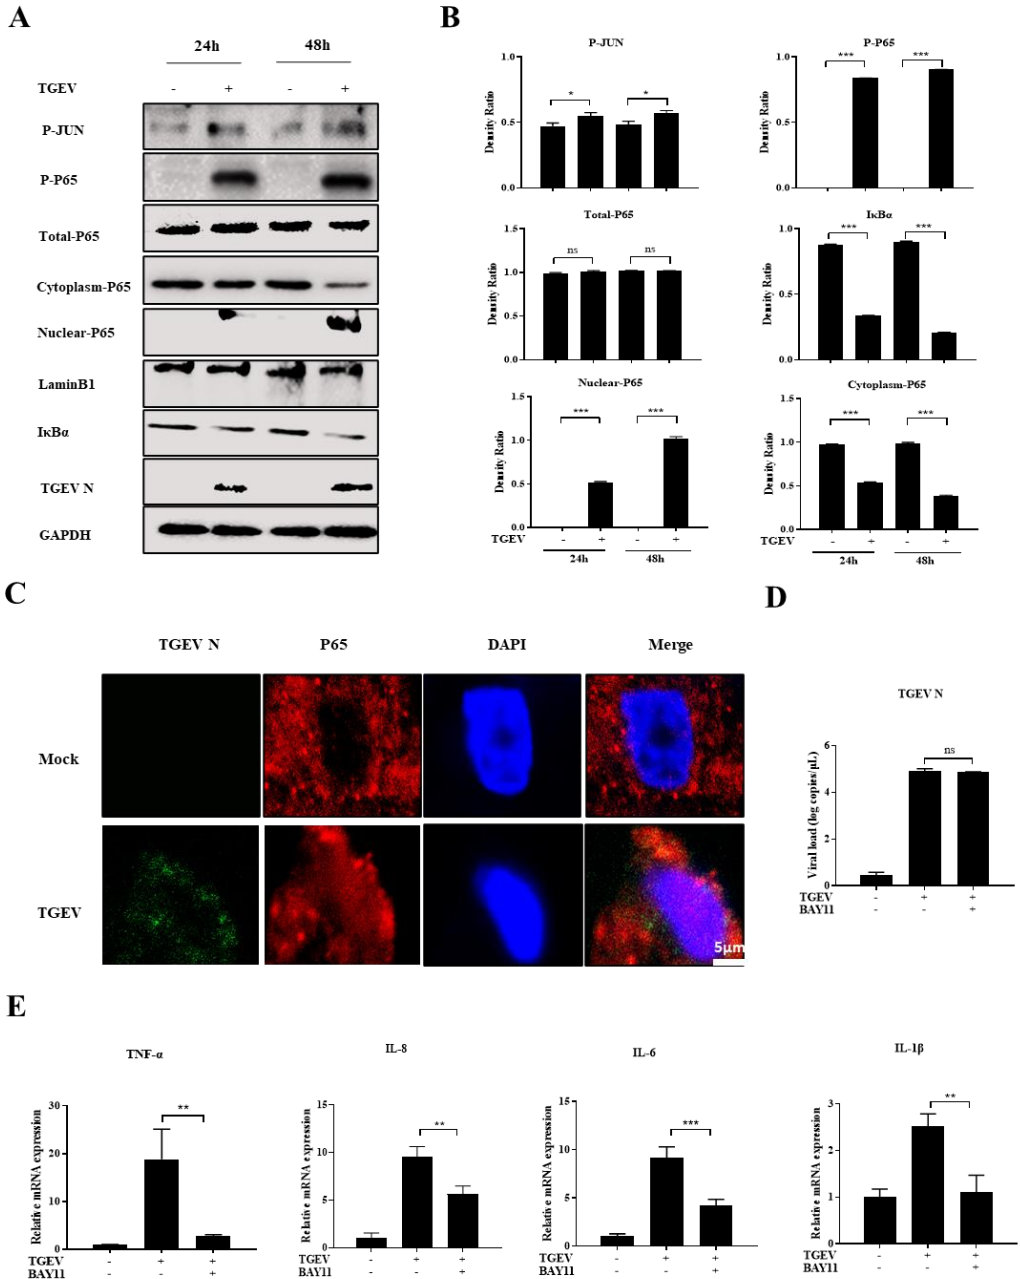 A
24h 48h
TGEV - + - +
P-JUN
P-P65
Total-P65
Cytoplasm-P65
Nuclear-P65
LaminB1
IκBα
TGEV N
GAPDH
B
P-JUN
Density Ratio
1.0
0.5
0.0
* *
P-P65
Density Ratio
1.0
0.5
0.0
*** ***
Total-P65
Density Ratio
1.5
1.0
0.5
0.0
ns ns
IκBα
Density Ratio
1.0
0.5
0.0
*** ***
Nuclear-P65
Density Ratio
1.5
1.0
0.5
0.0
*** ***
TGEV - + - +
24h 48h
Cytoplasm-P65
Density Ratio
1.5
1.0
0.5
0.0
*** ***
TGEV - + - +
24h 48h
C
TGEV N P65 DAPI Merge
Mock
TGEV
5μm
D
TGEV N
Viral load (log copies/μL)
6
4
2
0
ns
TGEV - + +
BAY11 - - +
E
TNF-α
Relative mRNA expression
30
20
10
0
**
TGEV - + +
BAY11 - - +
IL-8
Relative mRNA expression
15
10
5
0
**
TGEV - + +
BAY11 - - +
IL-6
Relative mRNA expression
15
10
5
0
***
TGEV - + +
BAY11 - - +
IL-1β
Relative mRNA expression
3
2
1
0
**
TGEV - + +
BAY11 - - +